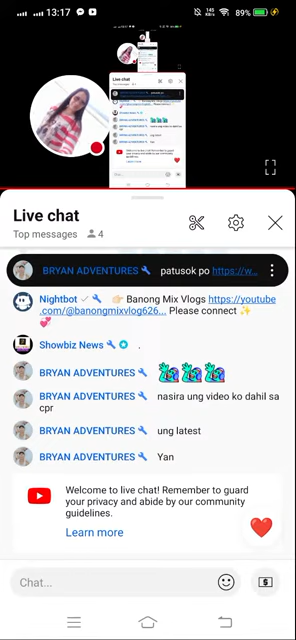 13:17
89%
Live chat
Top messages 4
BRYAN ADVENTURES patusok po https://w...
Nightbot Banong Mix Vlogs https://youtube
.com/@banongmixvlog626... Please connect
Showbiz News .
BRYAN ADVENTURES
BRYAN ADVENTURES nasira ung video ko dahil sa
cpr
BRYAN ADVENTURES ung latest
BRYAN ADVENTURES Yan
Welcome to live chat! Remember to guard
your privacy and abide by our community
guidelines.
Learn more
Chat...